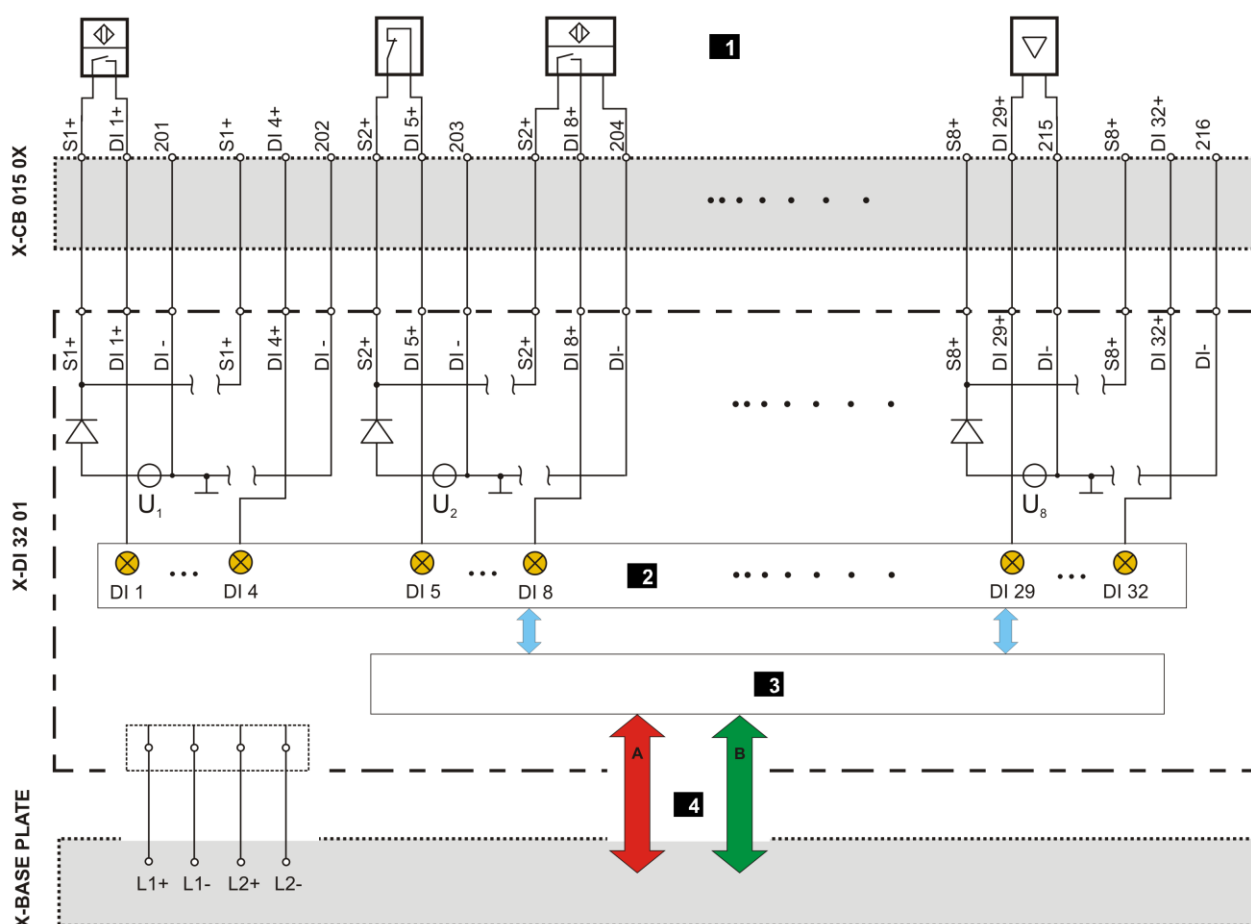 1
S1+ DI 1+ 201 S1+ DI 4+ 202 S2+ DI 5+ 203 S2+ DI 8+ 204 S8+ DI 29+ 215 S8+ DI 32+ 216
X-CB 015 0X
S1+ DI 1+ DI - S1+ DI 4+ DI - S2+ DI 5+ DI - S2+ DI 8+ DI- S8+ DI 29+ DI- S8+ DI 32+ DI-
U1 U2 U8
X-DI 32 01
DI 1 ... DI 4 DI 5 ... DI 8 2 DI 29 ... DI 32
3
A B
4
X-BASE PLATE
L1+ L1- L2+ L2-